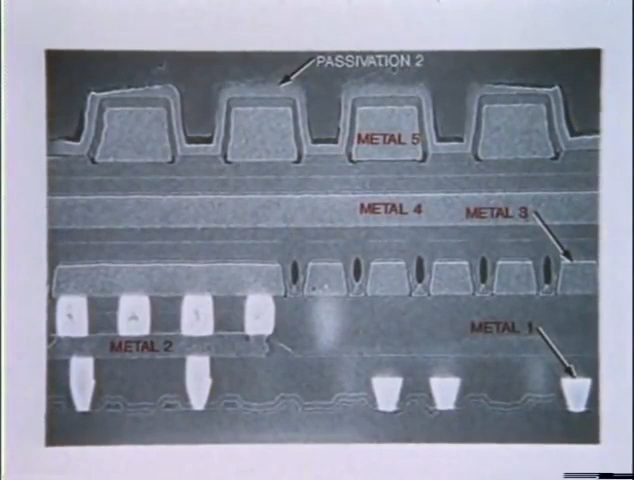 PASSIVATION 2
METAL 5
METAL 4
METAL 3
METAL 1
METAL 2